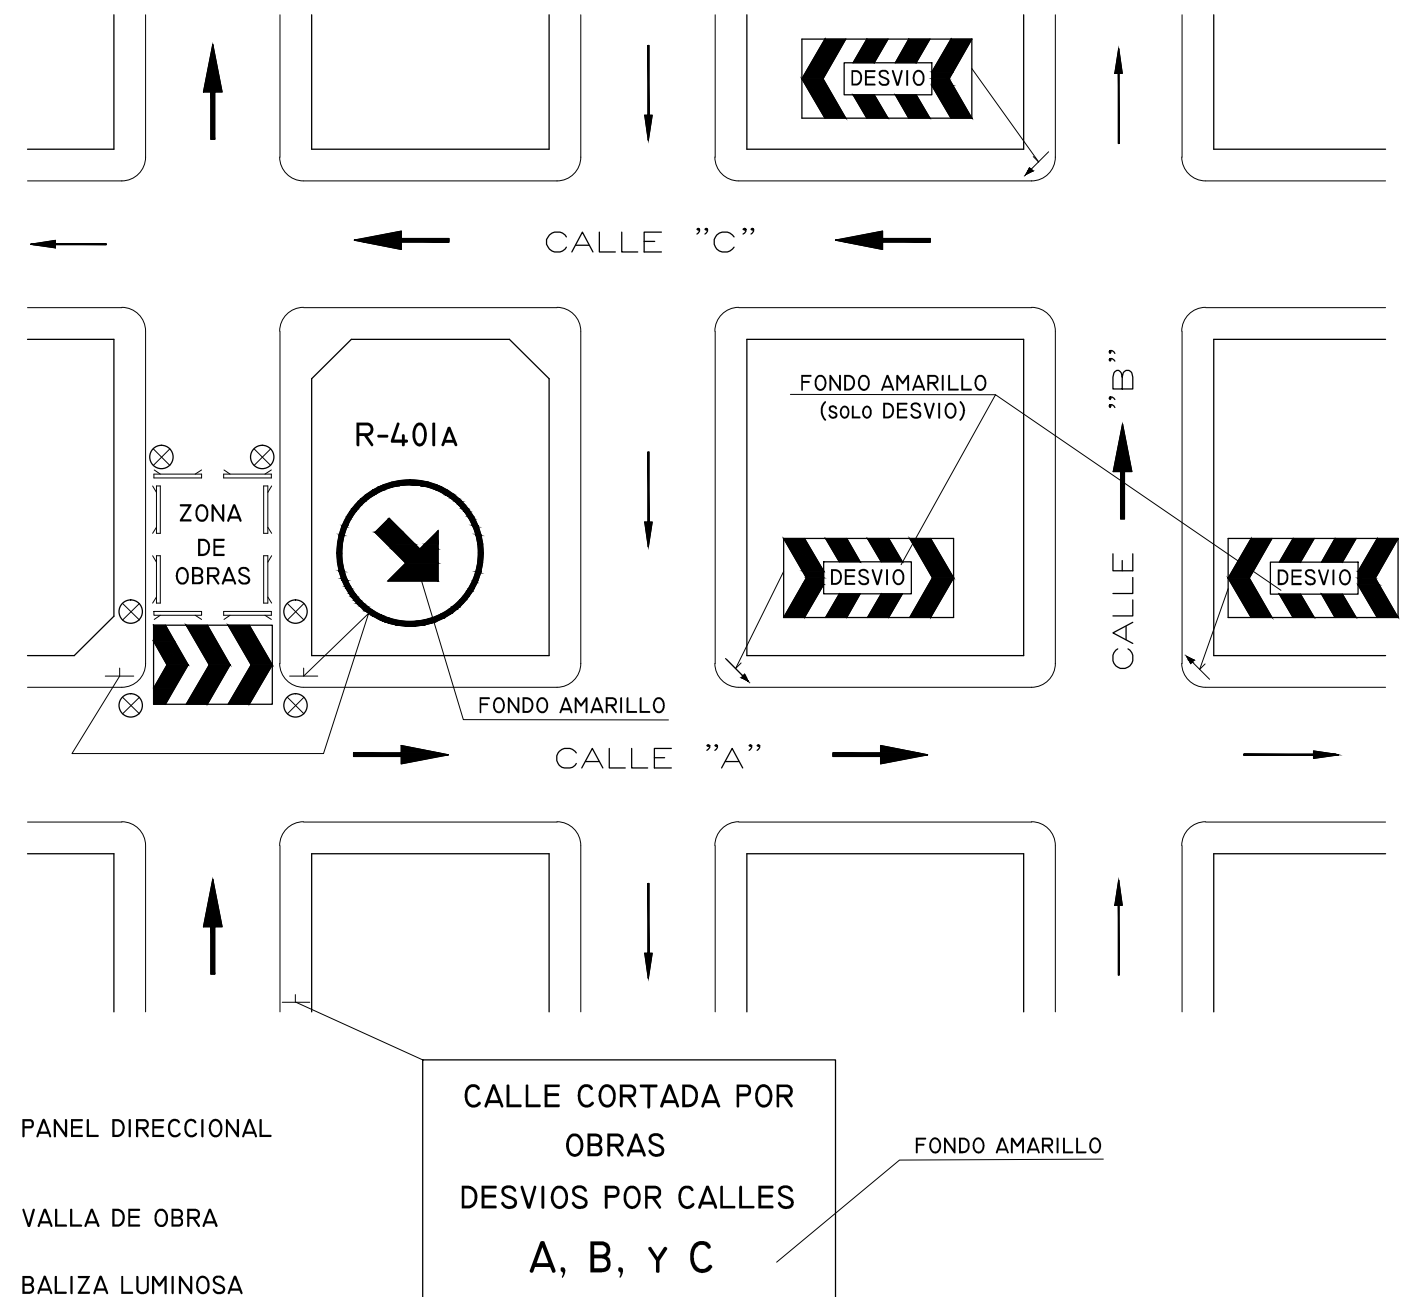 DESVIO
CALLE "C"
FONDO AMARILLO
(SOLO DESVIO)
CALLE "B"
R-401A
ZONA
DE
OBRAS
DESVIO
DESVIO
FONDO AMARILLO
CALLE "A"
CALLE CORTADA POR
OBRAS
DESVIOS POR CALLES
A, B, Y C
FONDO AMARILLO
PANEL DIRECCIONAL
VALLA DE OBRA
BALIZA LUMINOSA